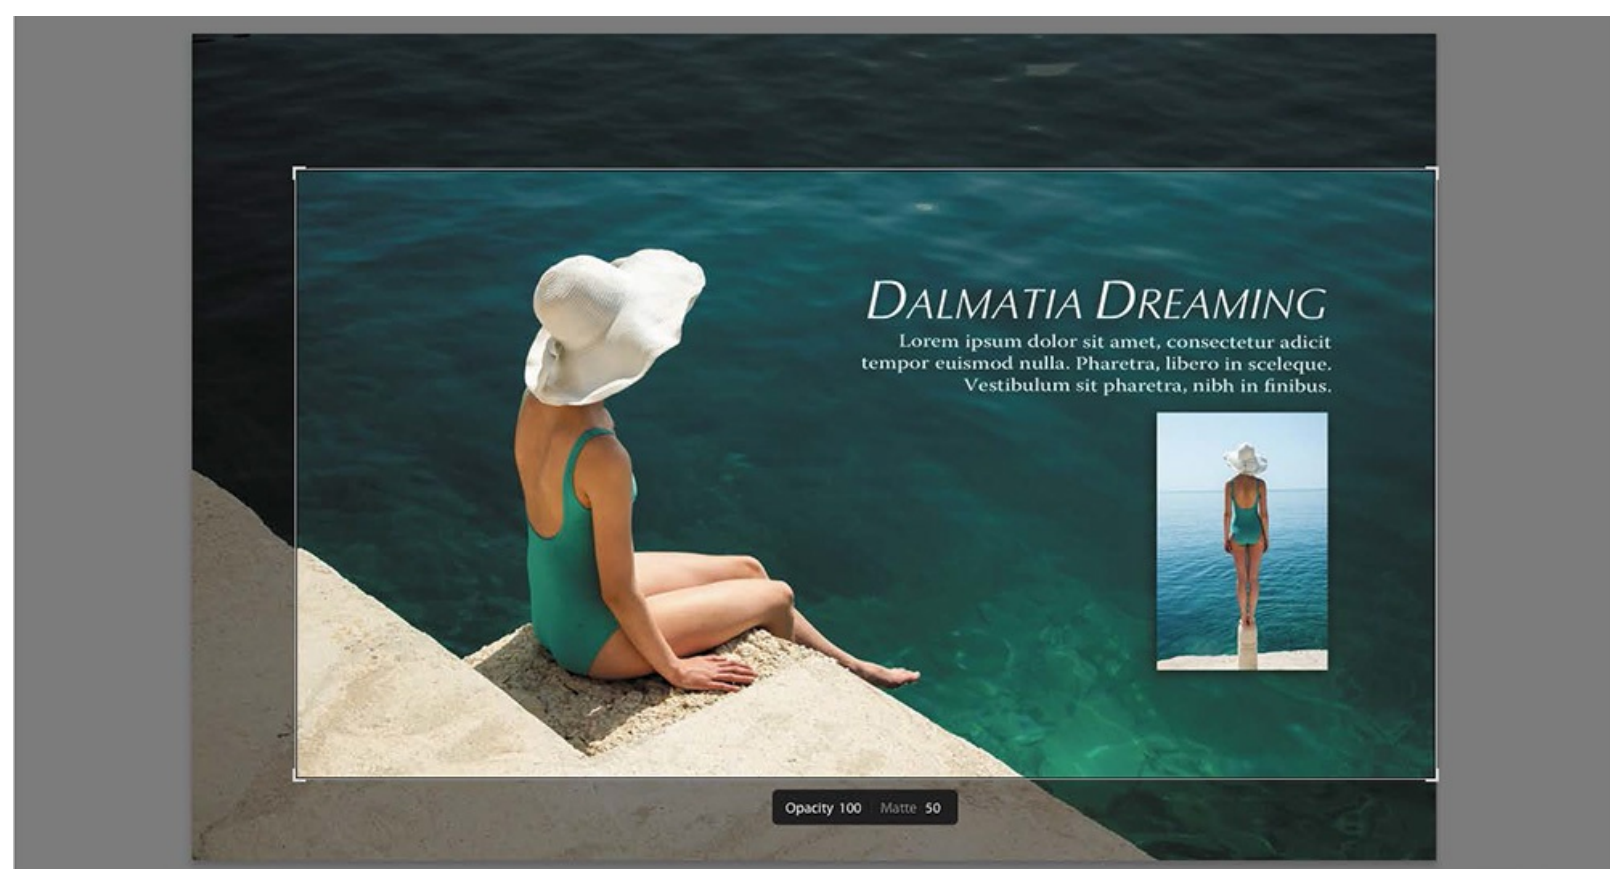 DALMATIA DREAMING
Lorem ipsum dolor sit amet, consectetur adicit
tempor euismod nulla. Pharetra, libero in sceleque.
Vestibulum sit pharetra, nibh in finibus.
Opacity 100 Matte 50